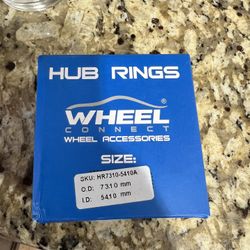 HUB RINGS
WHEEL
CONNECT
WHEEL ACCESSORIES
SIZE:
SKU: HR7310-5410A
O.D: 7310 mm
I.D: 5410 mm